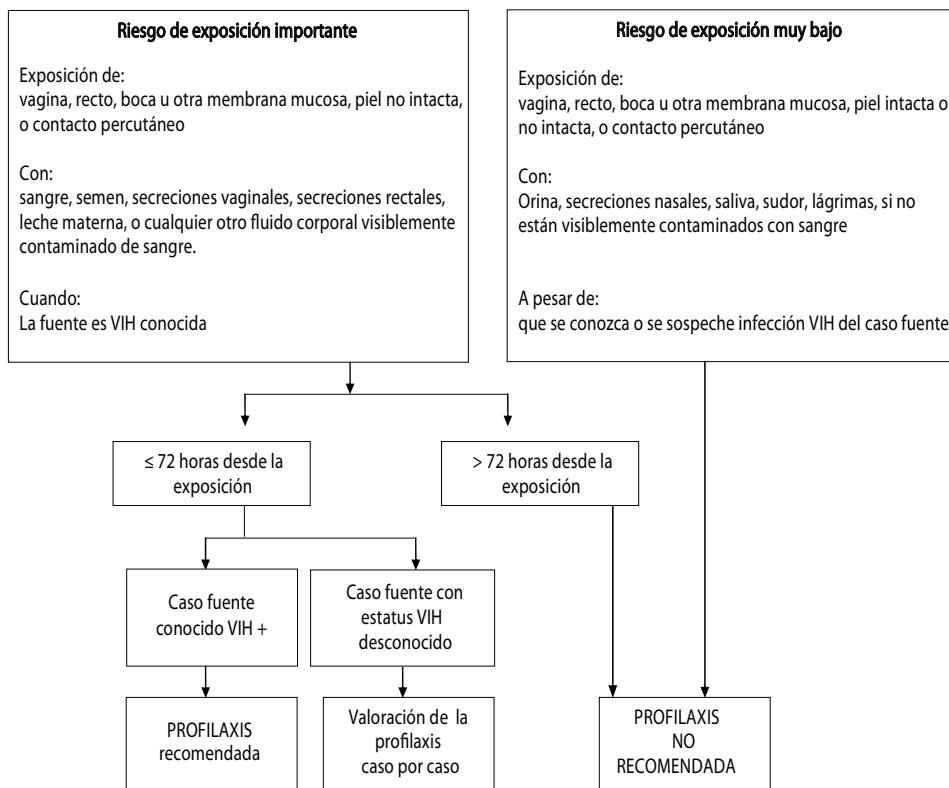 Riesgo de exposición importante
Exposición de:
vagina, recto, boca u otra membrana mucosa, piel no intacta,
o contacto percutáneo
Con:
sangre, semen, secreciones vaginales, secreciones rectales,
leche materna, o cualquier otro fluido corporal visiblemente
contaminado de sangre.
Cuando:
La fuente es VIH conocida
Riesgo de exposición muy bajo
Exposición de:
vagina, recto, boca u otra membrana mucosa, piel intacta o
no intacta, o contacto percutáneo
Con:
Orina, secreciones nasales, saliva, sudor, lágrimas, si no
están visiblemente contaminados con sangre
A pesar de:
que se conozca o se sospeche infección VIH del caso fuente
≤ 72 horas desde la
exposición
> 72 horas desde la
exposición
Caso fuente
conocido VIH +
Caso fuente con
estatus VIH
desconocido
PROFILAXIS
recomendada
Valoración de la
profilaxis
caso por caso
PROFILAXIS
NO
RECOMENDADA